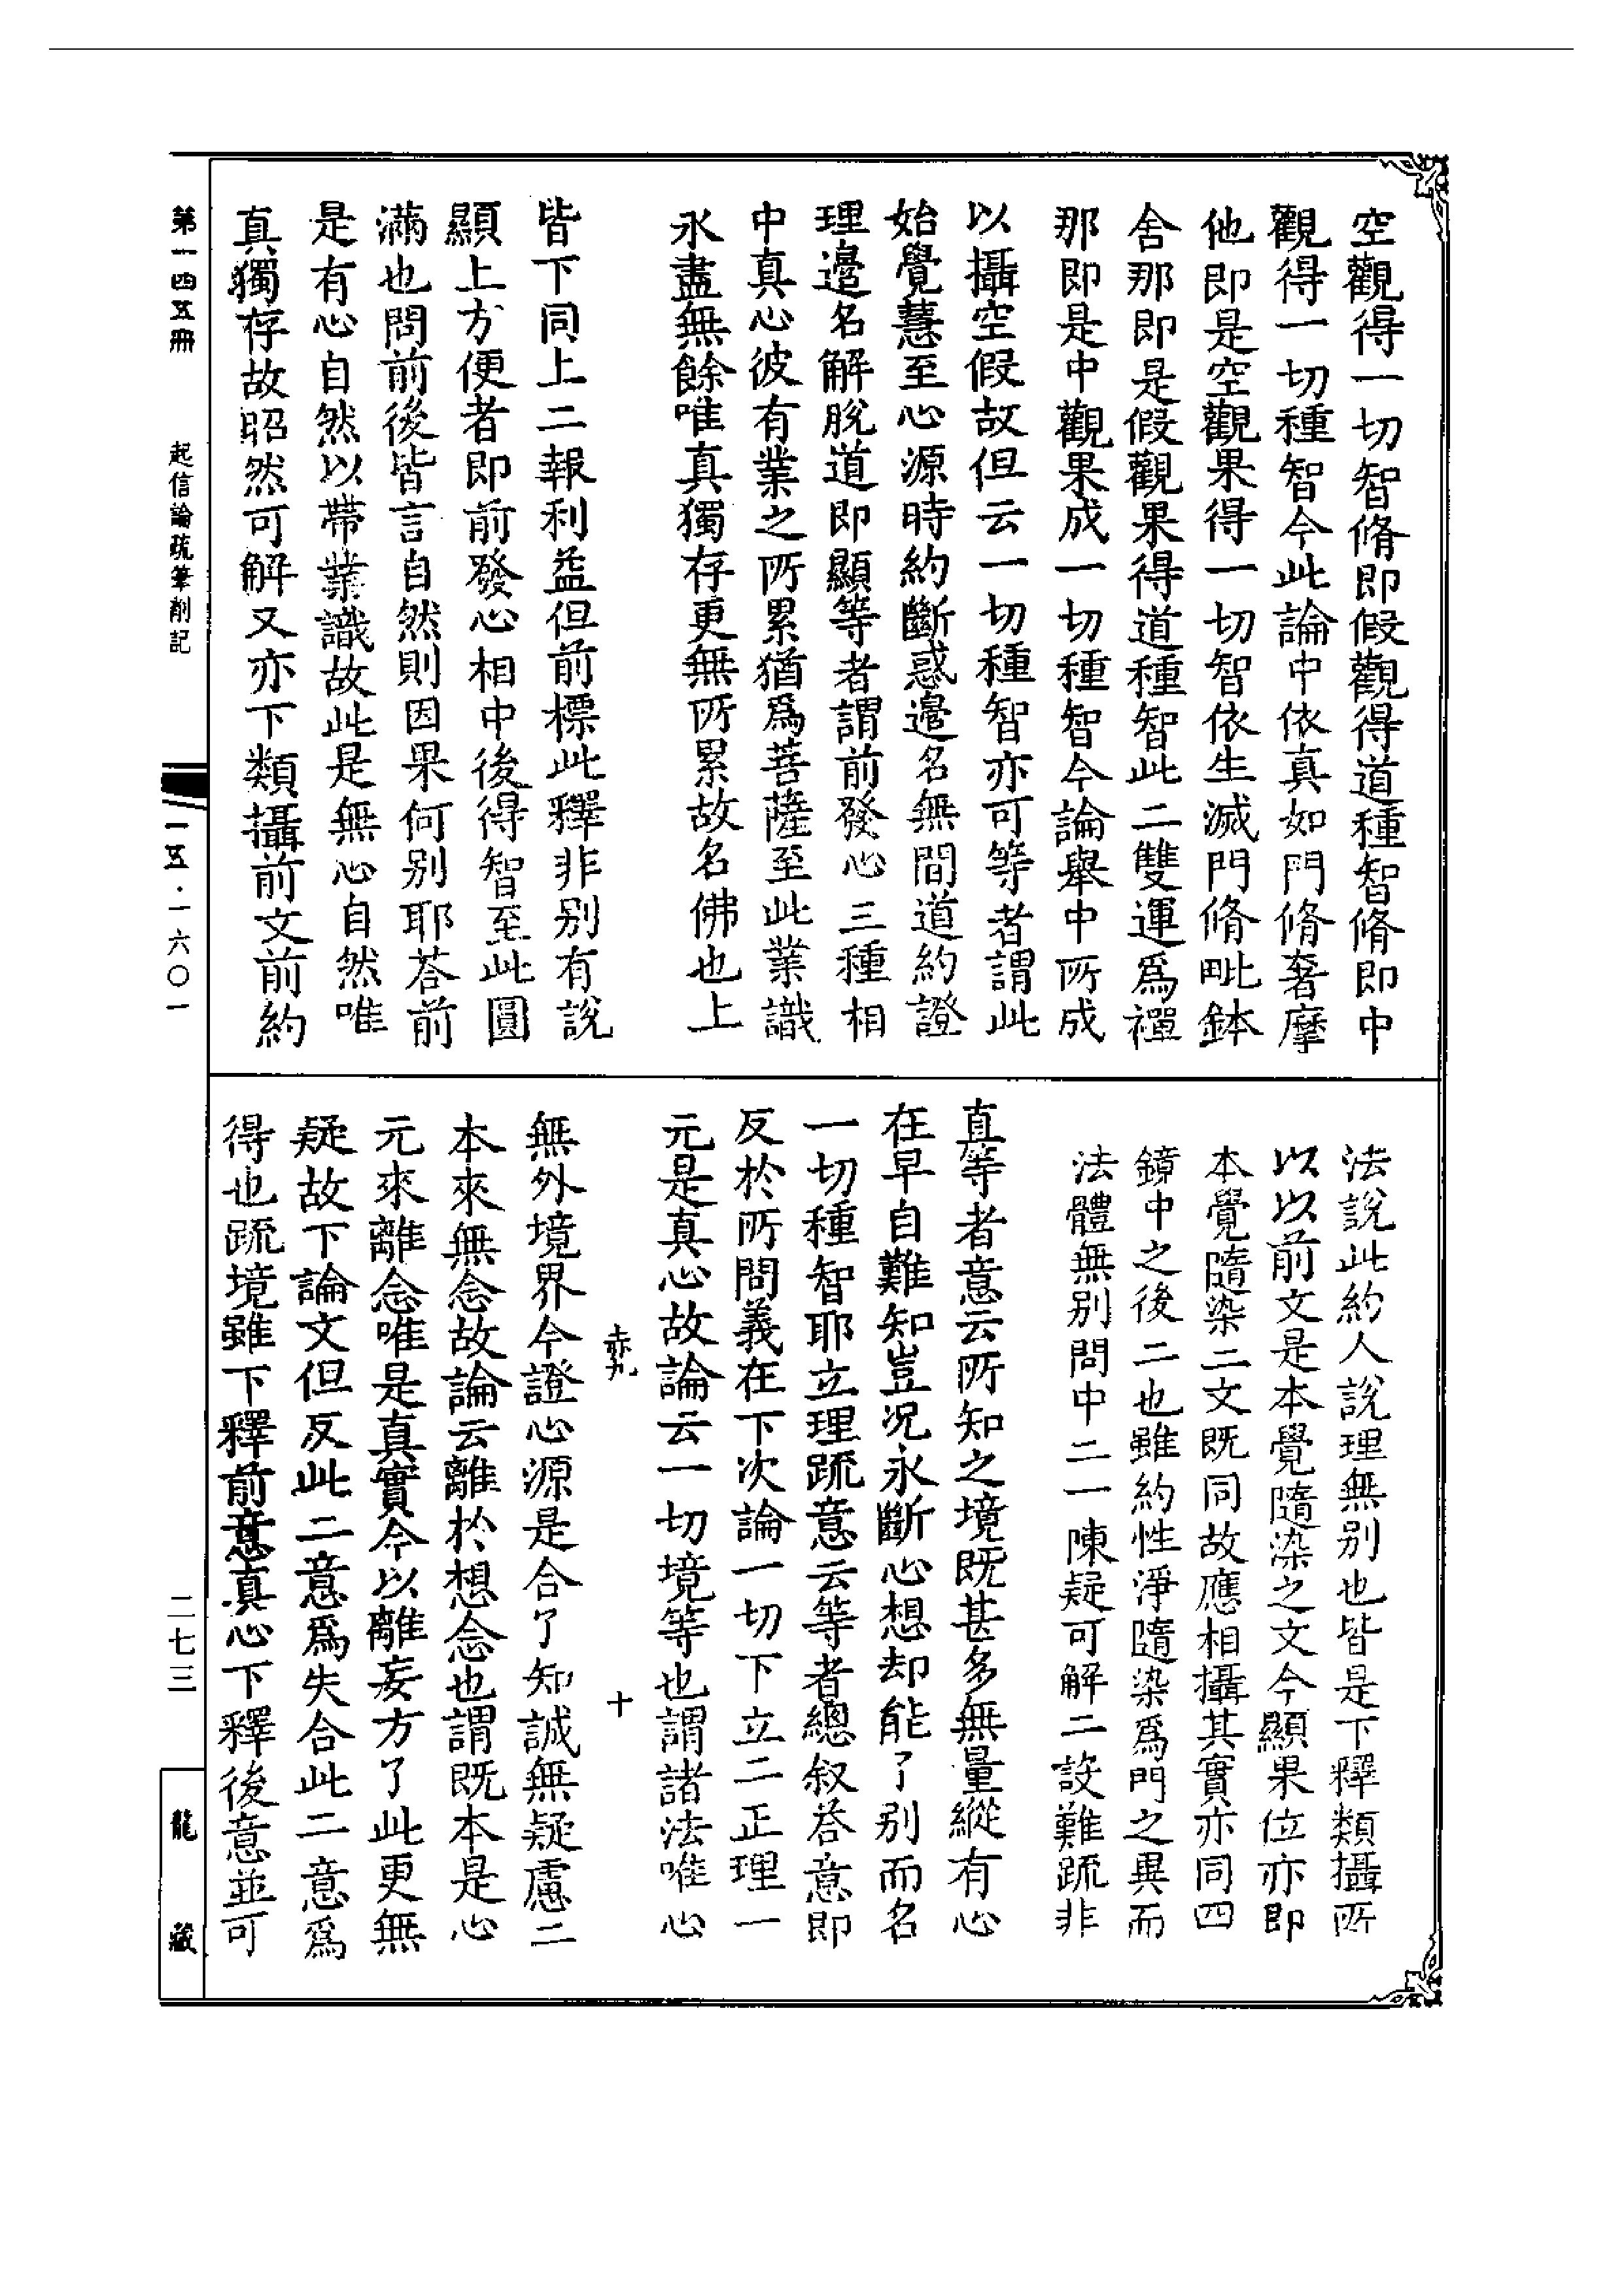 空觀得一切智脩即假觀得道種智脩即中
觀得一切種智今此論中依真如門脩奢摩
他即是空觀果得一切智依生滅門脩毗鉢
舍那即是假觀果得道種智此二雙運爲禪
那即是中觀果成一切種智今論舉中所成
以攝空假故但云一切種智亦可等者謂此
始覺慧至心源時約斷惑邉名無間道約證
理邉名解脫道即顯等者謂前發心三種相
中真心彼有業之所累猶爲菩薩至此業識
永盡無餘唯真獨存更無所累故名佛也上
皆下同上二報利益但前標此釋非别有說
顯上方便者即前發心相中後得智至此圓
滿也問前後皆言自然則因果何别耶荅前
是有心自然以帶業識故此是無心自然唯
真獨存故昭然可解又亦下類攝前文前約
法說此約人說理無别也皆是下釋類攝所
以以前文是本覺隨染之文今顯果位亦即
本覺隨染二文既同故應相攝其實亦同四
鏡中之後二也雖約性淨隨染爲門之異而
法體無别問中二一陳疑可解二設難䟽非
真等者意云所知之境既甚多無量縱有心
在早自難知豈况永斷心想却能了别而名
一切種智耶立理䟽意云等者總叙荅意即
反於所問義在下次論一切下立二正理一
元是真心故論云一切境等也謂諸法唯心
赤九
十
無外境界今證心源是合了知誠無疑慮二
本來無念故論云離於想念也謂既本是心
元來離念唯是真實今以離妄方了此更無
疑故下論文但反此二意爲失合此二意爲
得也䟽境雖下釋前意真心下釋後意並可
第一四五冊
起信論疏筆削記
一五·一六〇一
二七三
龍藏